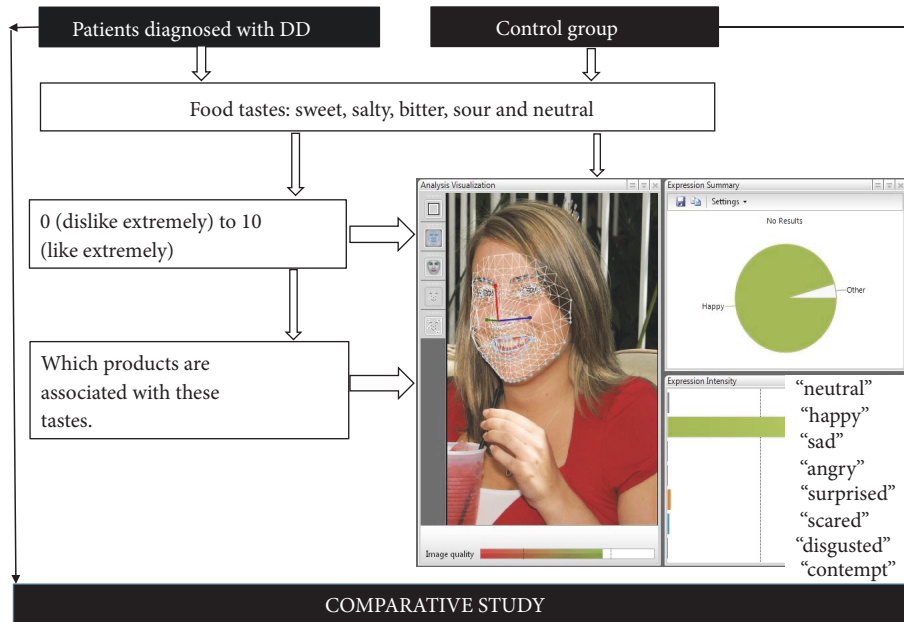 Patients diagnosed with DD
Control group
Food tastes: sweet, salty, bitter, sour and neutral
0 (dislike extremely) to 10
(like extremely)
Which products are
associated with these
tastes.
Analysis Visualization
Image quality
Expression Summary
Settings
No Results
Happy
Other
Expression Intensity
“neutral”
“happy”
“sad”
“angry”
“surprised”
“scared”
“disgusted”
“contempt”
COMPARATIVE STUDY